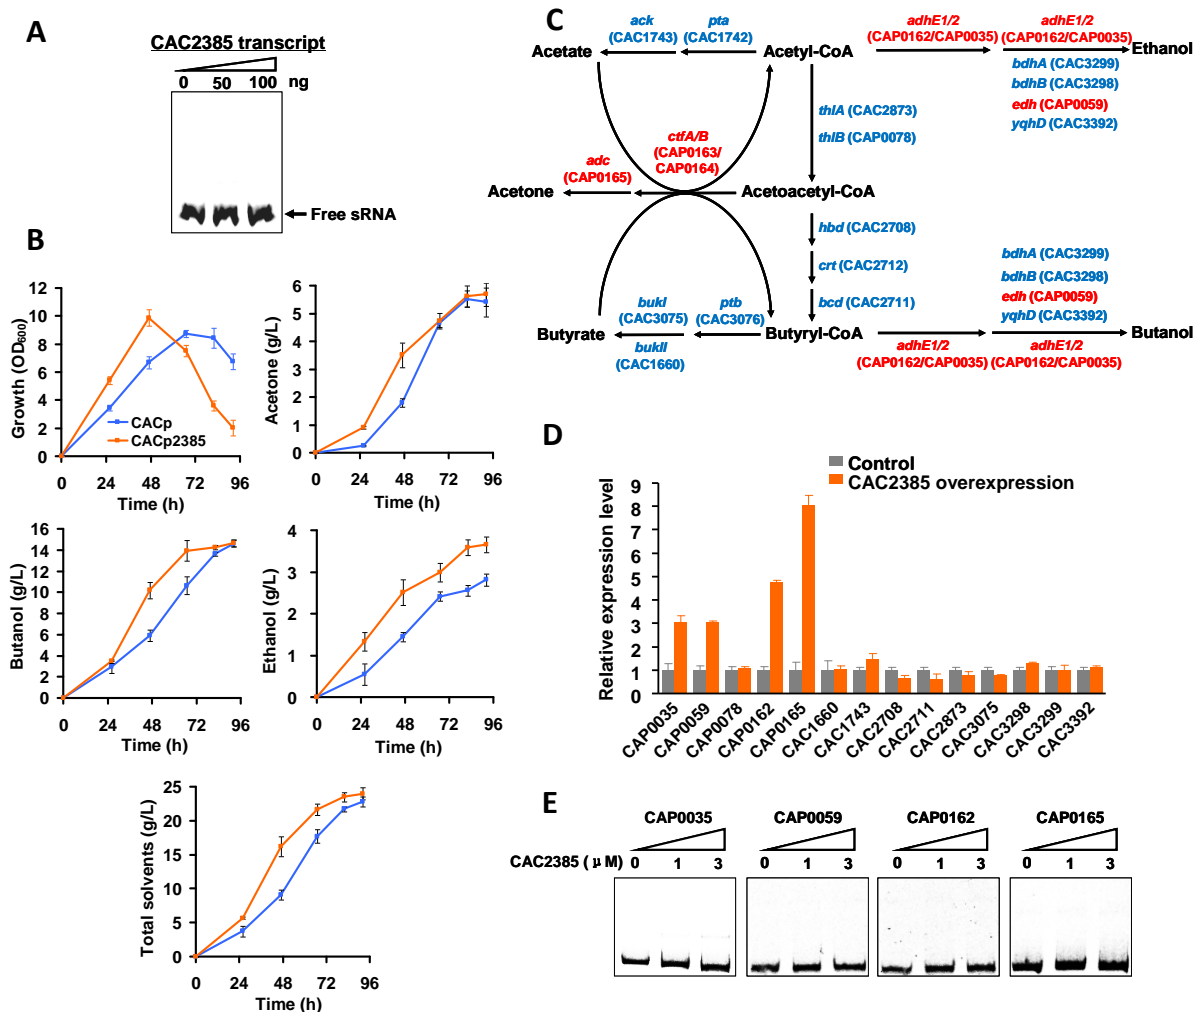 A
CAC2385 transcript
0 50 100 ng
Free sRNA
B
Growth (OD600)
12
10
8
6
4
2
0
CACp
CACp2385
0 24 48 72 96
Time (h)
Acetone (g/L)
6
5
4
3
2
1
0
0 24 48 72 96
Time (h)
Butanol (g/L)
16
14
12
10
8
6
4
2
0
0 24 48 72 96
Time (h)
Ethanol (g/L)
4
3
2
1
0
0 24 48 72 96
Time (h)
Total solvents (g/L)
25
20
15
10
5
0
0 24 48 72 96
Time (h)
C
ack
(CAC1743)
pta
(CAC1742)
Acetate
Acetyl-CoA
adhE1/2
(CAP0162/CAP0035)
adhE1/2
(CAP0162/CAP0035)
Ethanol
bdhA (CAC3299)
bdhB (CAC3298)
edh (CAP0059)
yqhD (CAC3392)
thlA (CAC2873)
thlB (CAP0078)
ctfA/B
(CAP0163/
CAP0164)
adc
(CAP0165)
Acetone
Acetoacetyl-CoA
hbd (CAC2708)
crt (CAC2712)
bcd (CAC2711)
bdhA (CAC3299)
bdhB (CAC3298)
edh (CAP0059)
yqhD (CAC3392)
bukI
(CAC3075)
ptb
(CAC3076)
Butyrate
Butyryl-CoA
Butanol
bukII
(CAC1660)
adhE1/2
(CAP0162/CAP0035)
adhE1/2
(CAP0162/CAP0035)
D
Control
CAC2385 overexpression
Relative expression level
9
8
7
6
5
4
3
2
1
0
CAP0035
CAP0059
CAP0078
CAP0162
CAP0165
CAC1660
CAC1743
CAC2708
CAC2711
CAC2873
CAC3075
CAC3298
CAC3299
CAC3392
E
CAP0035 CAP0059 CAP0162 CAP0165
CAC2385 (μM) 0 1 3 0 1 3 0 1 3 0 1 3